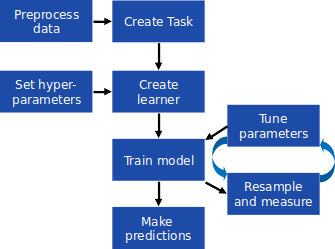 Preprocess
data
Create Task
Set hyper-
parameters
Create
learner
Tune
parameters
Train model
Resample
and measure
Make
predictions